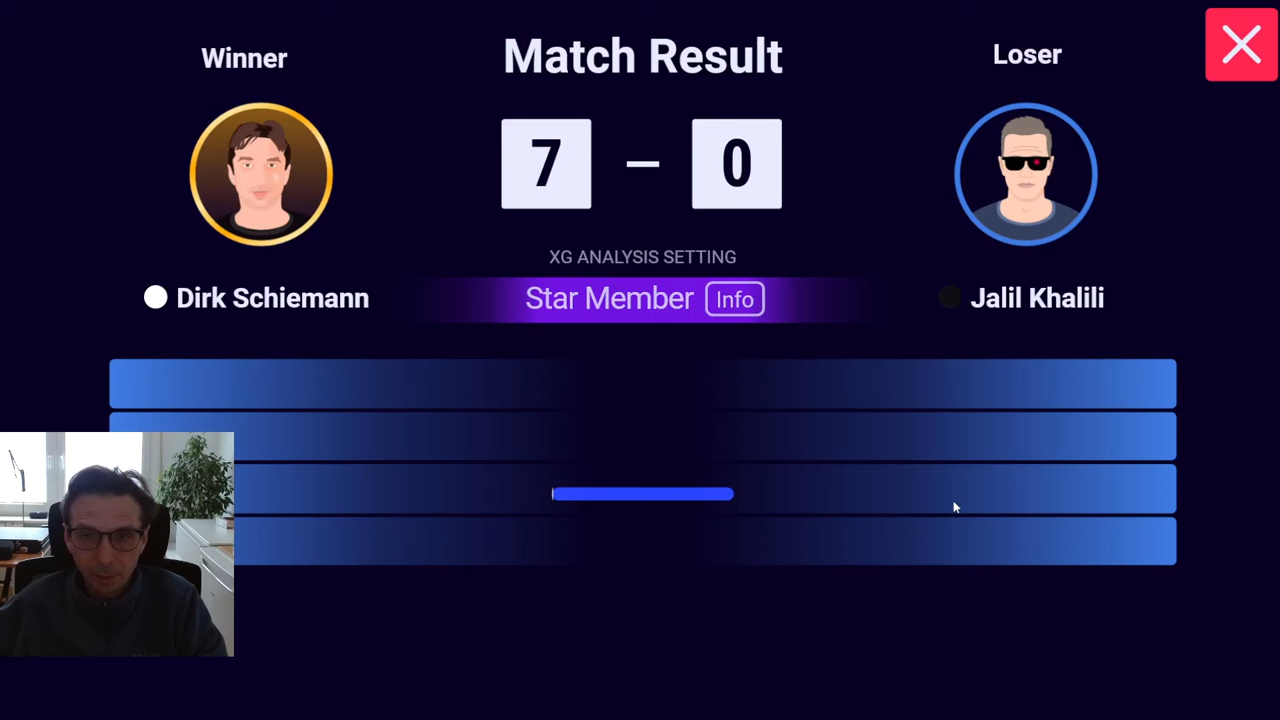 Winner
Match Result
Loser
7 – 0
XG ANALYSIS SETTING
Star Member Info
Dirk Schiemann
Jalil Khalili